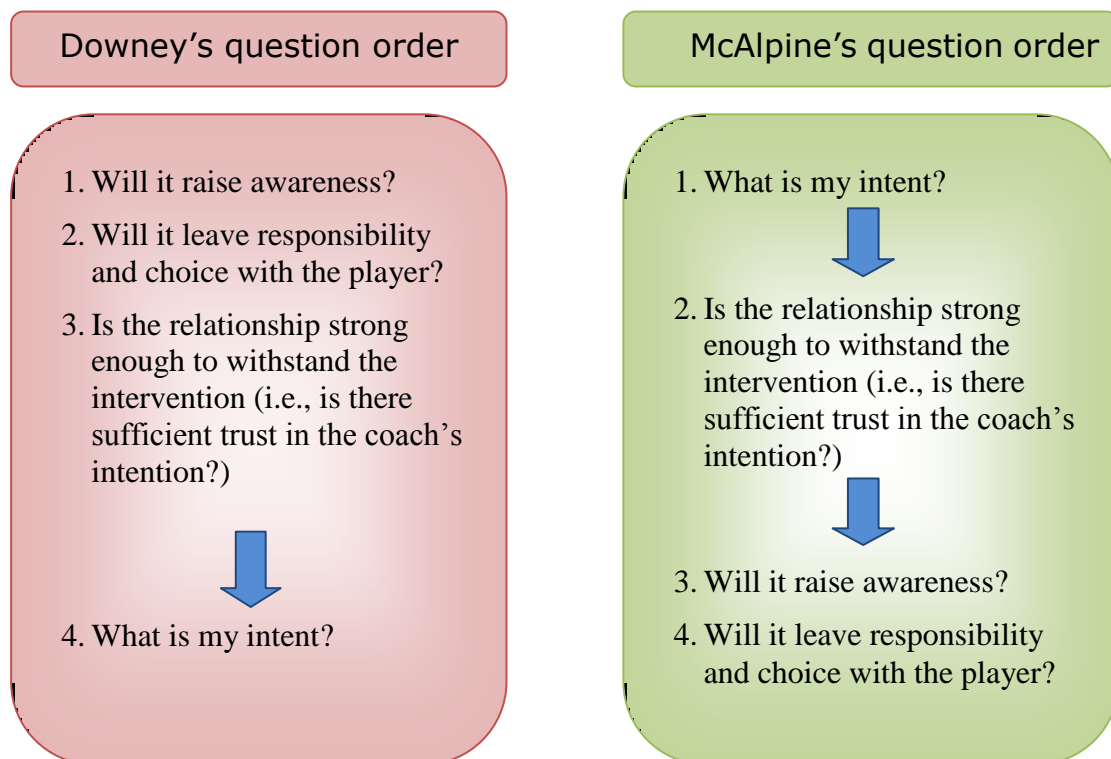 Downey’s question order
1. Will it raise awareness?
2. Will it leave responsibility
and choice with the player?
3. Is the relationship strong
enough to withstand the
intervention (i.e., is there
sufficient trust in the coach’s
intention?)
4. What is my intent?
McAlpine’s question order
1. What is my intent?
2. Is the relationship strong
enough to withstand the
intervention (i.e., is there
sufficient trust in the coach’s
intention?)
3. Will it raise awareness?
4. Will it leave responsibility
and choice with the player?